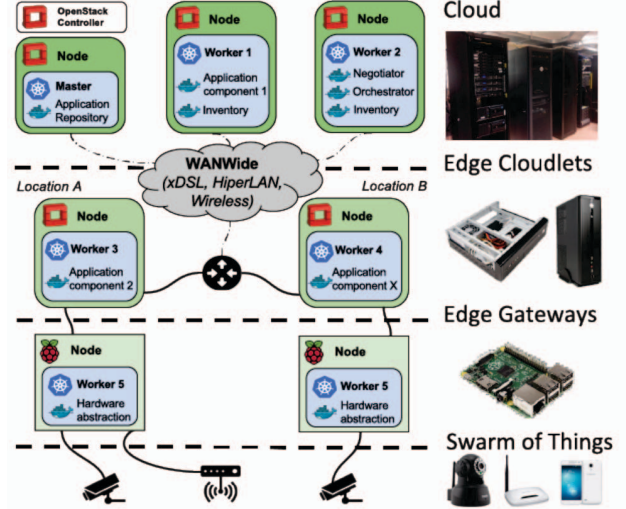 OpenStack
Controller
Cloud
Node
Master
Application
Repository
Node
Worker 1
Application
component 1
Inventory
Node
Worker 2
Negotiator
Orchestrator
Inventory
WANWide
(xDSL, HiperLAN,
Wireless)
Edge Cloudlets
Location A
Location B
Node
Worker 3
Application
component 2
Node
Worker 4
Application
component X
Edge Gateways
Node
Worker 5
Hardware
abstraction
Node
Worker 5
Hardware
abstraction
Swarm of Things